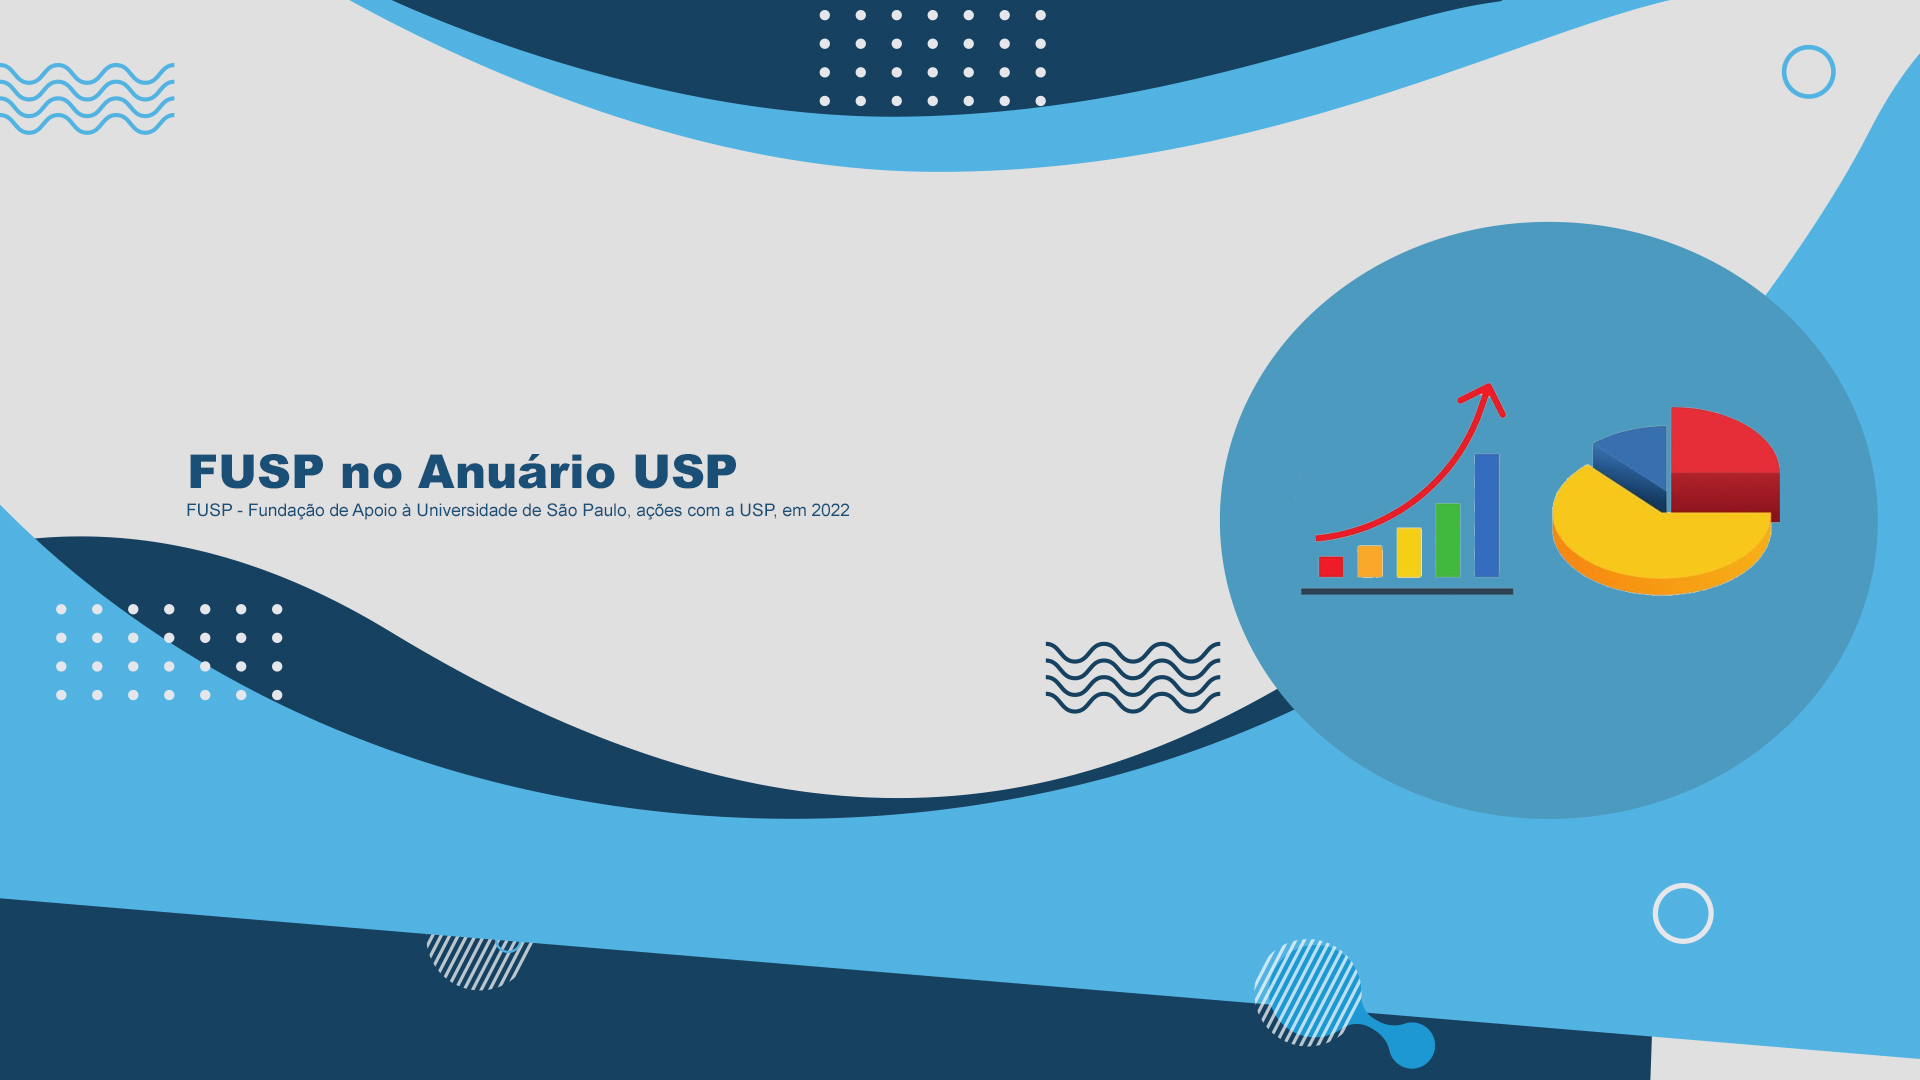 FUSP no Anuário USP
FUSP - Fundação de Apoio à Universidade de São Paulo, ações com a USP, em 2022